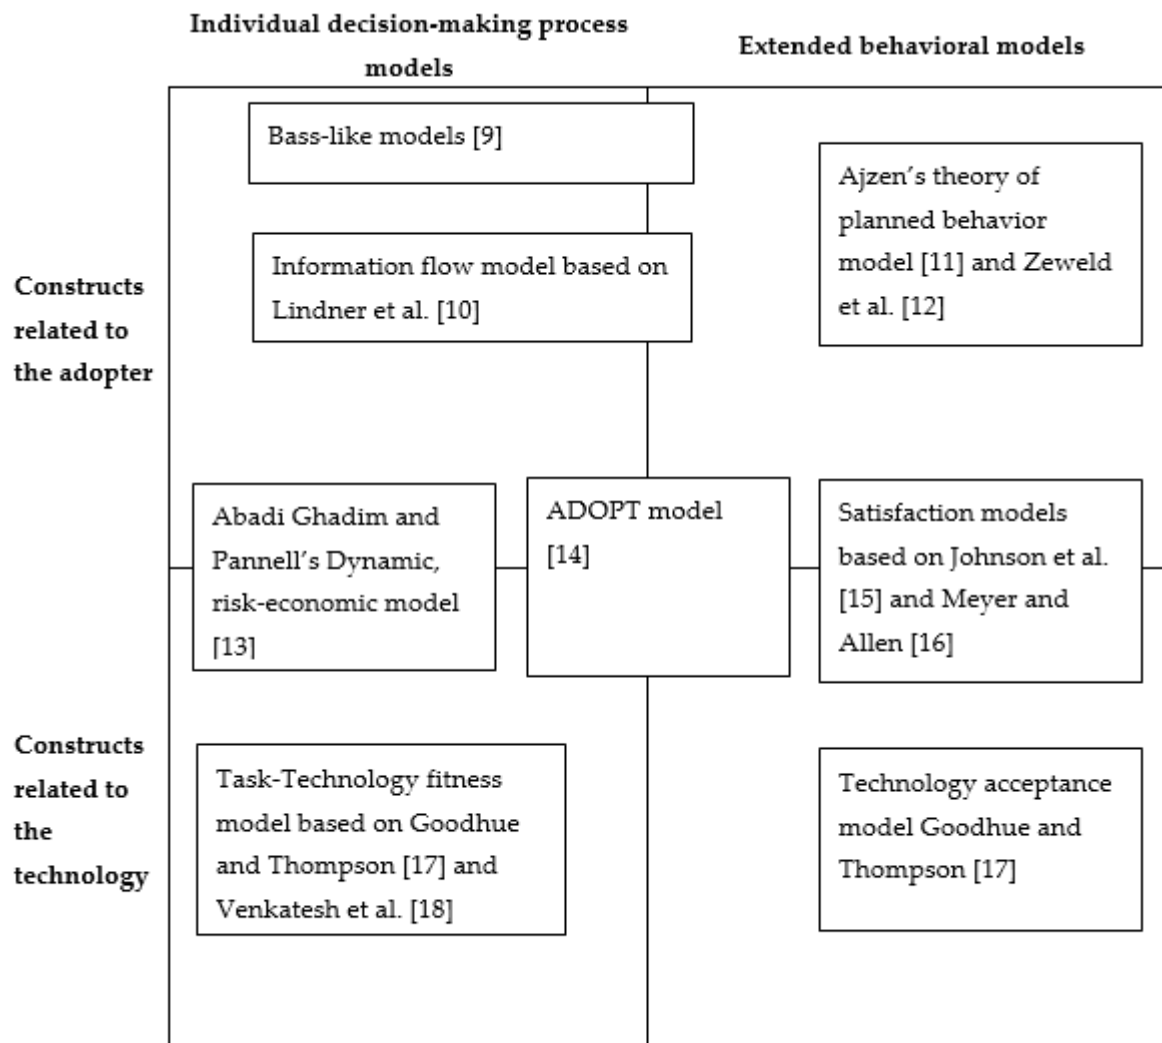 Individual decision-making process
models
Extended behavioral models
Bass-like models [9]
Ajzen’s theory of
planned behavior
model [11] and Zeweld
et al. [12]
Information flow model based on
Lindner et al. [10]
Constructs
related to
the adopter
Abadi Ghadim and
Pannell’s Dynamic,
risk-economic model
[13]
ADOPT model
[14]
Satisfaction models
based on Johnson et al.
[15] and Meyer and
Allen [16]
Constructs
related to
the
technology
Task-Technology fitness
model based on Goodhue
and Thompson [17] and
Venkatesh et al. [18]
Technology acceptance
model Goodhue and
Thompson [17]